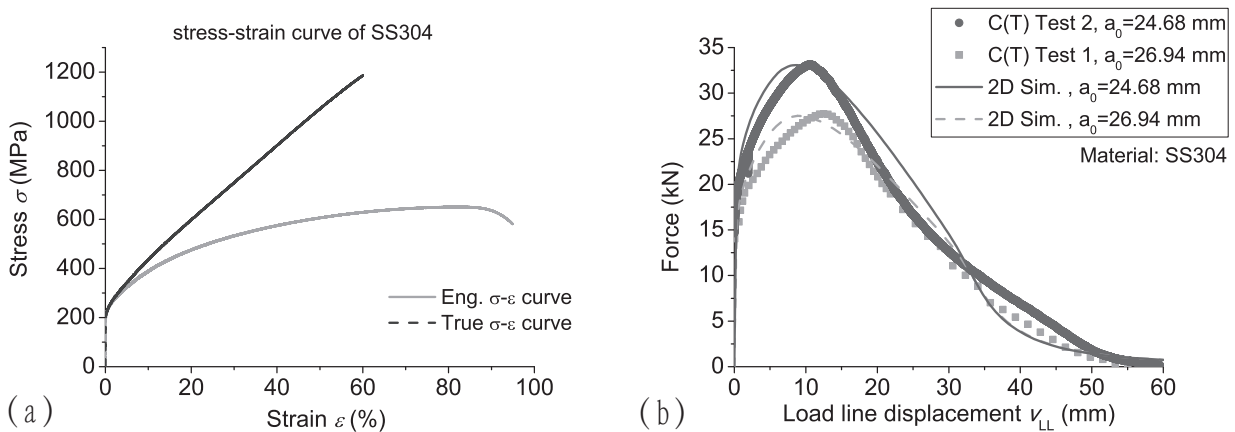 stress-strain curve of SS304
1200
1000
800
600
400
200
0
Stress σ (MPa)
Eng. σ-ε curve
True σ-ε curve
0 20 40 60 80 100
Strain ε (%)
(a)
C(T) Test 2, a₀=24.68 mm
C(T) Test 1, a₀=26.94 mm
2D Sim. , a₀=24.68 mm
2D Sim. , a₀=26.94 mm
Material: SS304
35
30
25
20
15
10
5
0
Force (kN)
0 10 20 30 40 50 60
Load line displacement v_LL (mm)
(b)